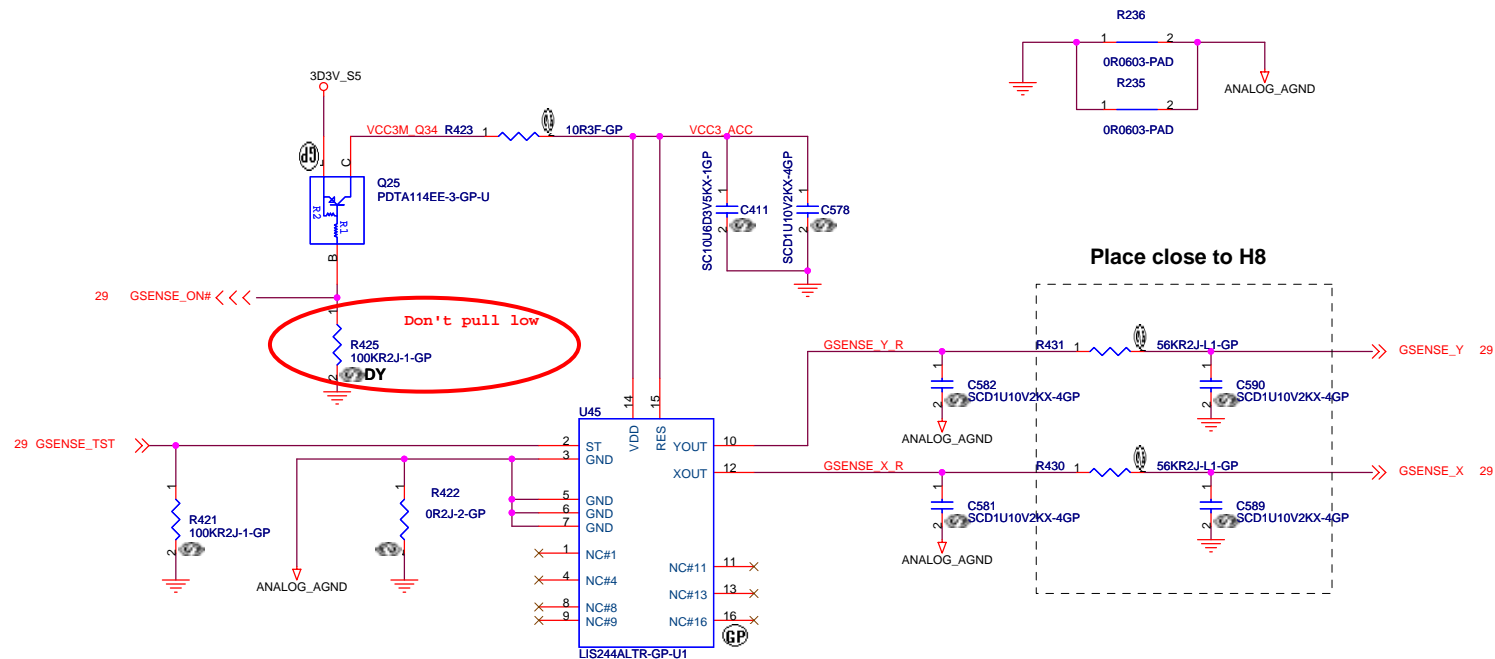 R236
1 2
0R0603-PAD
R235
1 2
0R0603-PAD
ANALOG_AGND
3D3V_S5
VCC3M_Q34 R423 1 10R3F-GP VCC3_ACC
GP
C
Q25
PDTA114EE-3-GP-U
R2
R1
B
SC10U6D3V5KX-1GP
1
C411
2
SCD1U10V2KX-4GP
1
C578
2
29 GSENSE_ON#
Don't pull low
1
R425
100KR2J-1-GP
2
DY
Place close to H8
GSENSE_Y_R R431 1 56KR2J-L1-GP GSENSE_Y 29
1
C582
SCD1U10V2KX-4GP
2
ANALOG_AGND
1
C590
SCD1U10V2KX-4GP
2
GSENSE_X_R R430 1 56KR2J-L1-GP GSENSE_X 29
1
C581
SCD1U10V2KX-4GP
2
ANALOG_AGND
1
C589
SCD1U10V2KX-4GP
2
29 GSENSE_TST
1
R421
100KR2J-1-GP
2
ANALOG_AGND
1
R422
0R2J-2-GP
U45
14 VDD
15 RES
2 ST
3 GND
5 GND
6 GND
7 GND
1 NC#1
4 NC#4
8 NC#8
9 NC#9
YOUT 10
XOUT 12
NC#11 11
NC#13 13
NC#16 16
GP
LIS244ALTR-GP-U1